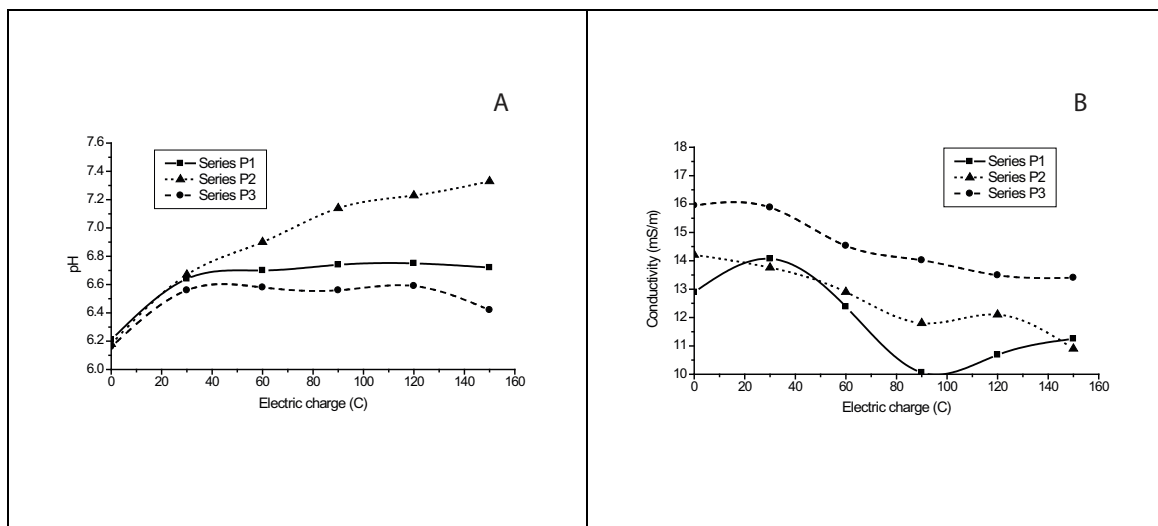 A
7.6
7.4
7.2
7.0
6.8
6.6
6.4
6.2
6.0
pH
Series P1
Series P2
Series P3
0 20 40 60 80 100 120 140 160
Electric charge (C)
B
18
17
16
15
14
13
12
11
10
Conductivity (mS/m)
Series P1
Series P2
Series P3
0 20 40 60 80 100 120 140 160
Electric charge (C)